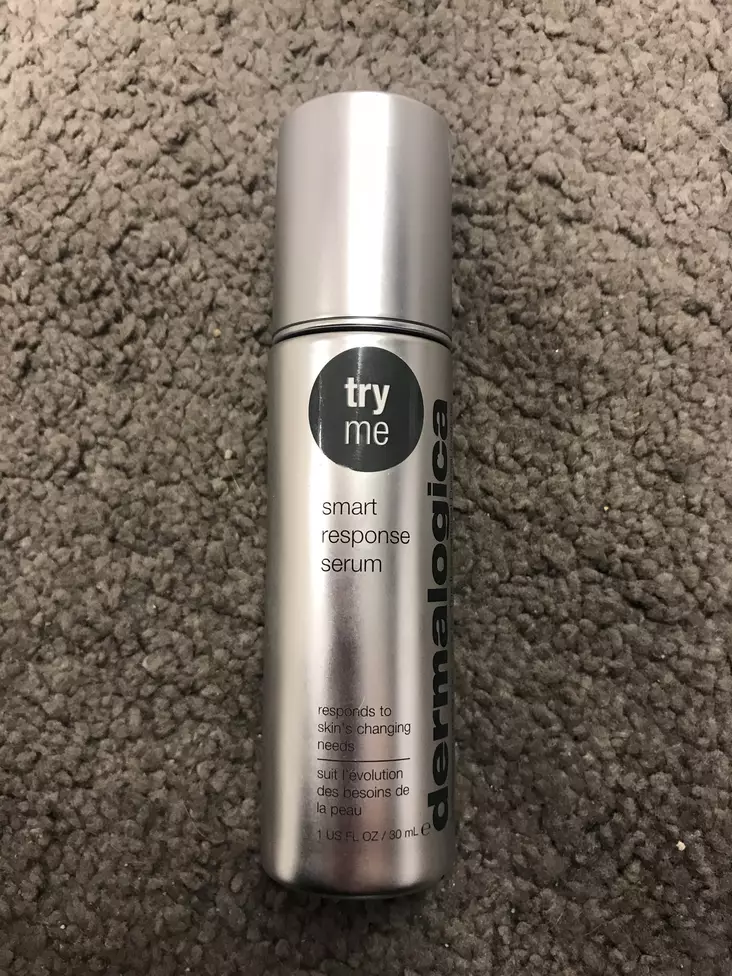 try
me
smart
response
serum
responds to
skin's changing
needs
suit l'évolution
des besoins de
la peau
1 US FL OZ / 30 mL ℮
dermalogica